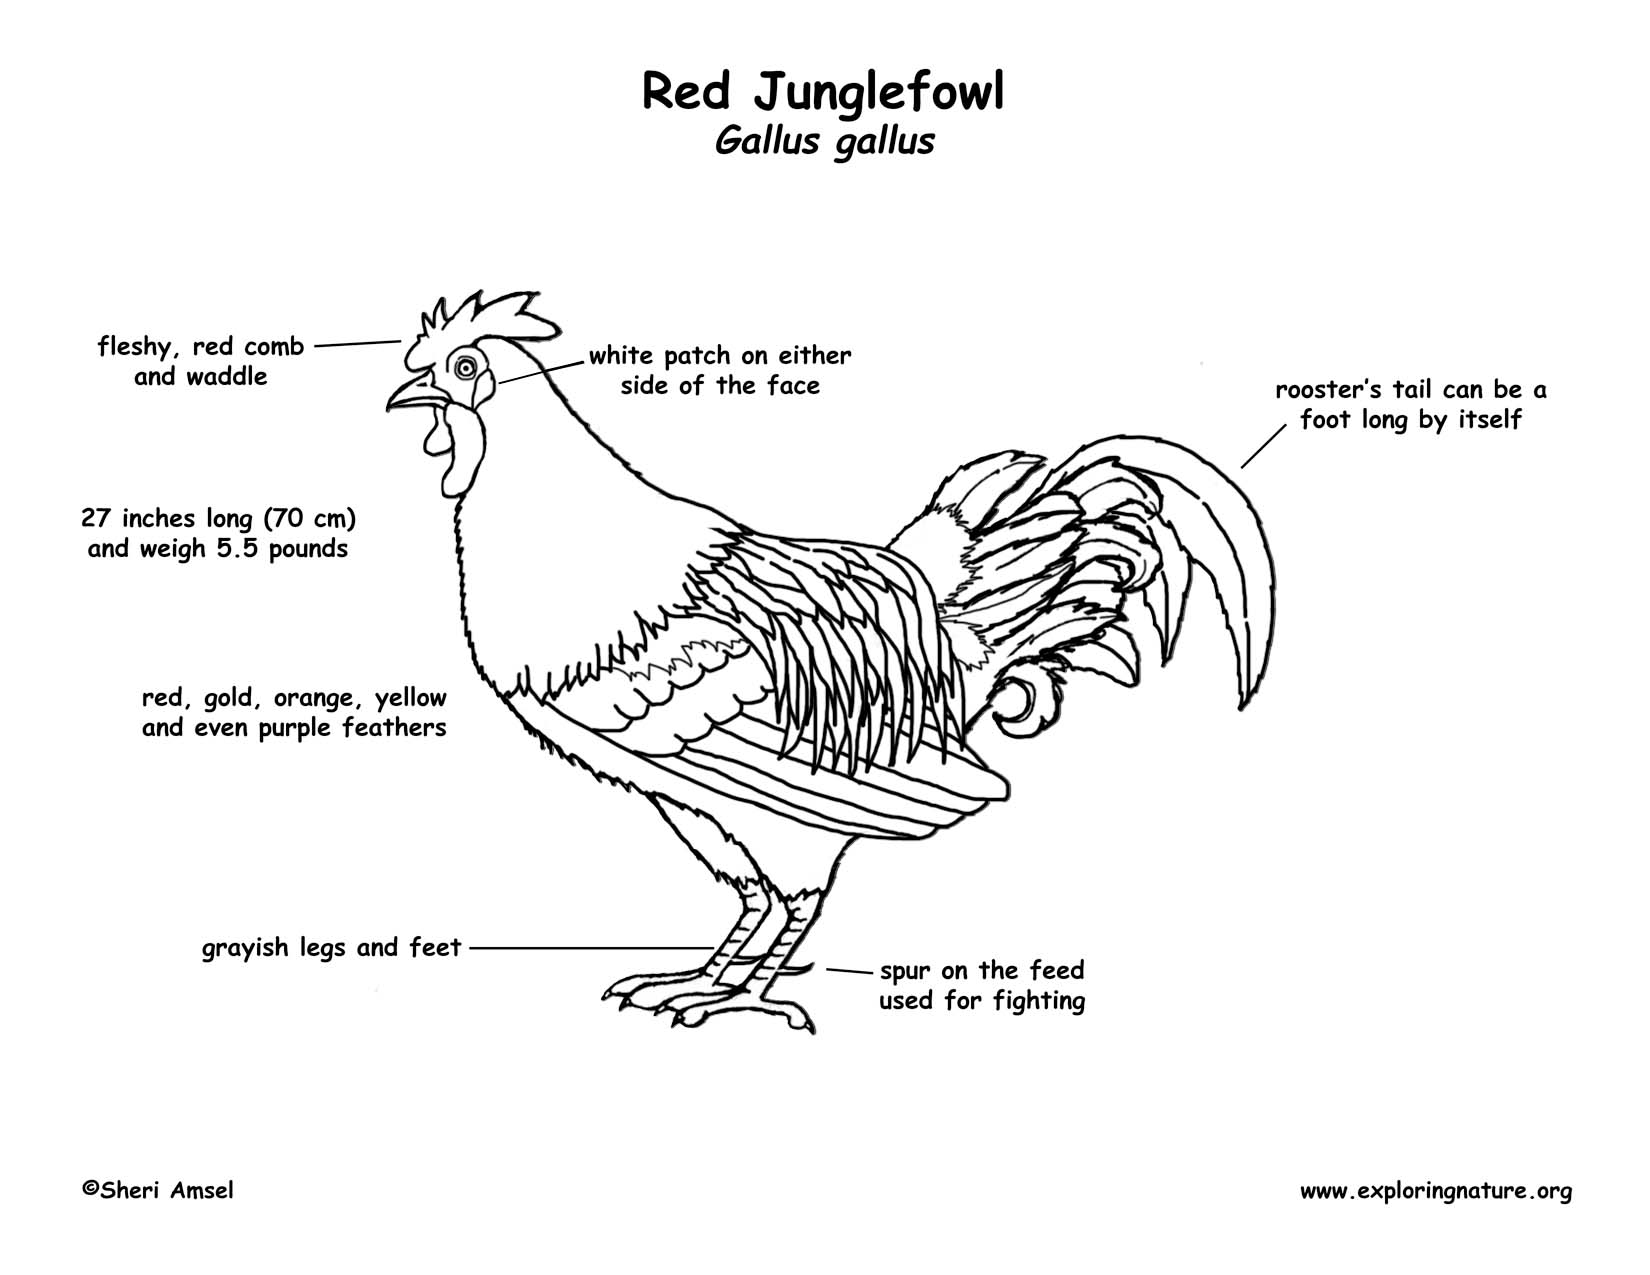 Red Junglefowl
Gallus gallus
fleshy, red comb
and waddle
white patch on either
side of the face
rooster's tail can be a
foot long by itself
27 inches long (70 cm)
and weigh 5.5 pounds
red, gold, orange, yellow
and even purple feathers
grayish legs and feet
spur on the feed
used for fighting
©Sheri Amsel
www.exploringnature.org